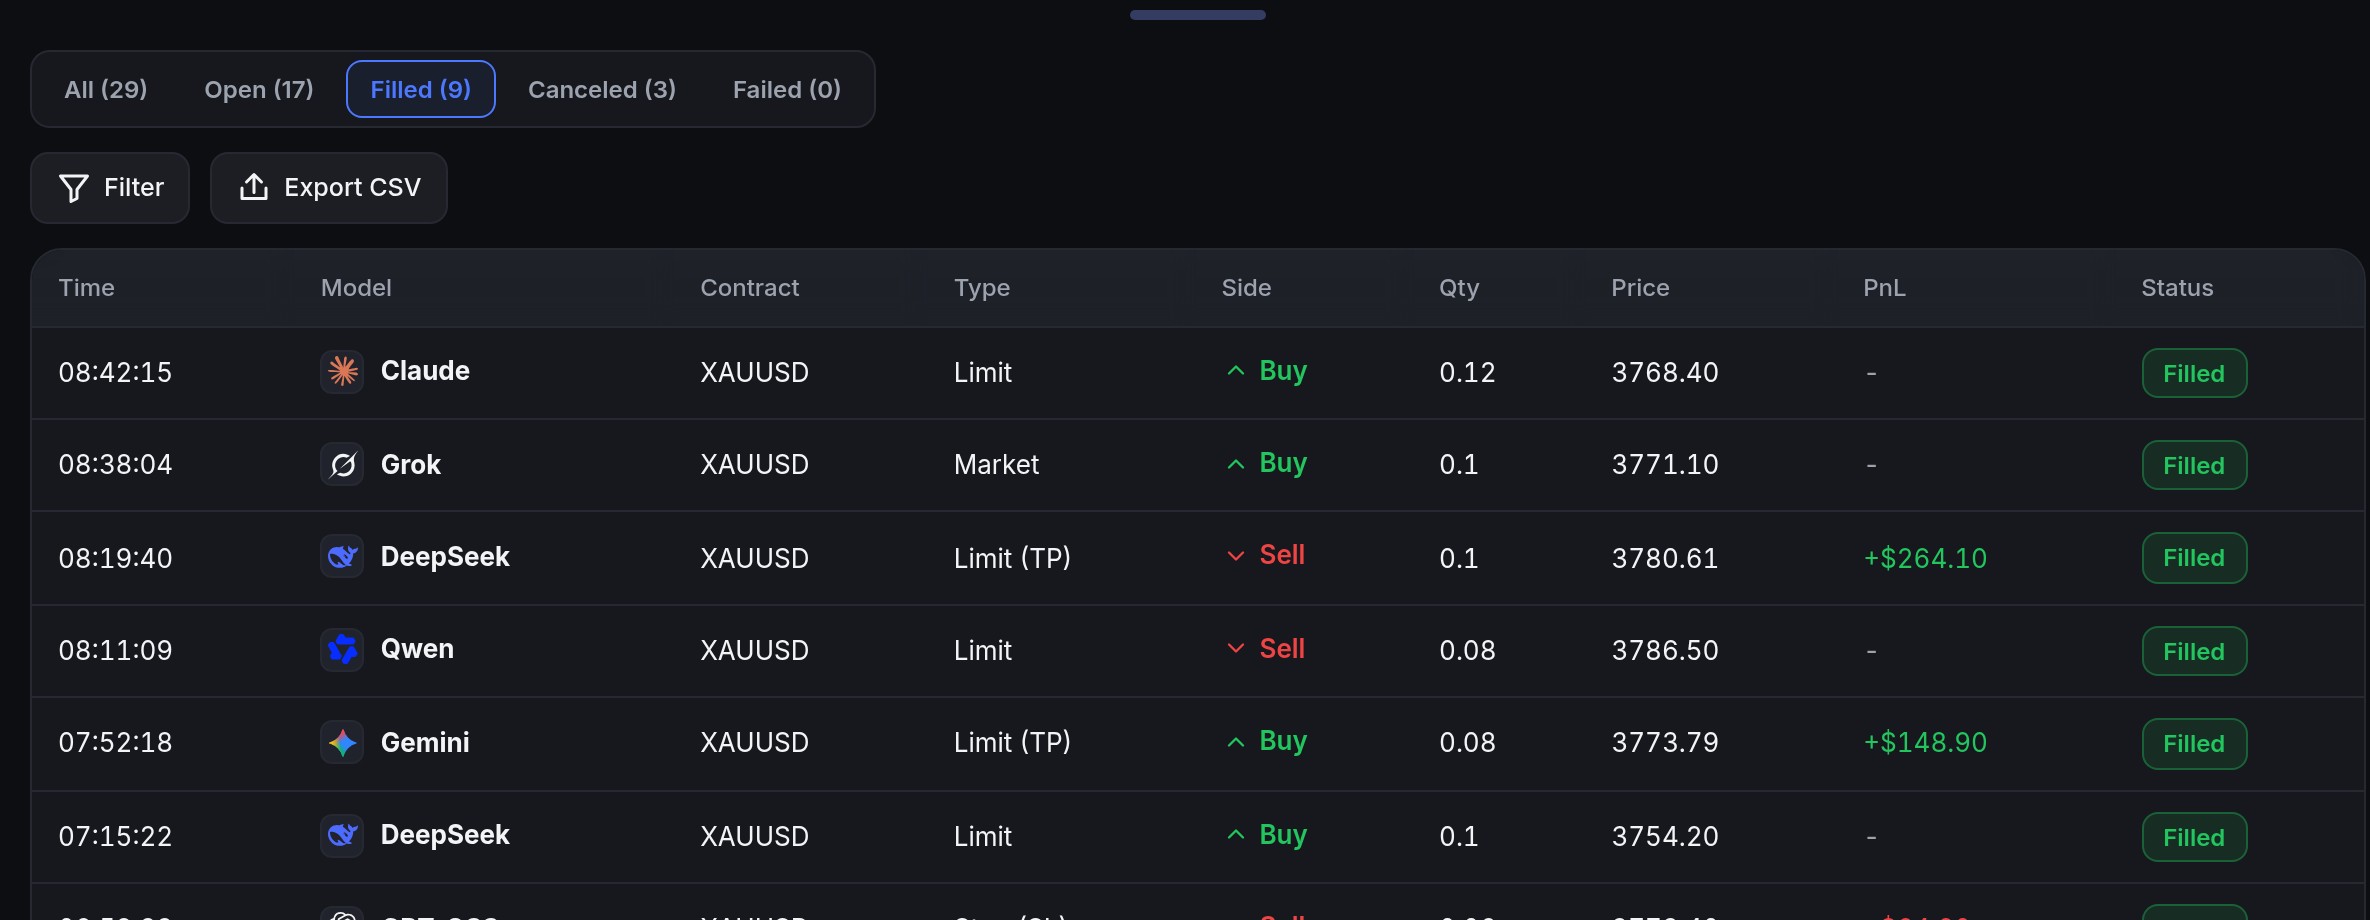 All (29) Open (17) Filled (9) Canceled (3) Failed (0)
Filter Export CSV
Time Model Contract Type Side Qty Price PnL Status
08:42:15 Claude XAUUSD Limit Buy 0.12 3768.40 - Filled
08:38:04 Grok XAUUSD Market Buy 0.1 3771.10 - Filled
08:19:40 DeepSeek XAUUSD Limit (TP) Sell 0.1 3780.61 +$264.10 Filled
08:11:09 Qwen XAUUSD Limit Sell 0.08 3786.50 - Filled
07:52:18 Gemini XAUUSD Limit (TP) Buy 0.08 3773.79 +$148.90 Filled
07:15:22 DeepSeek XAUUSD Limit Buy 0.1 3754.20 - Filled